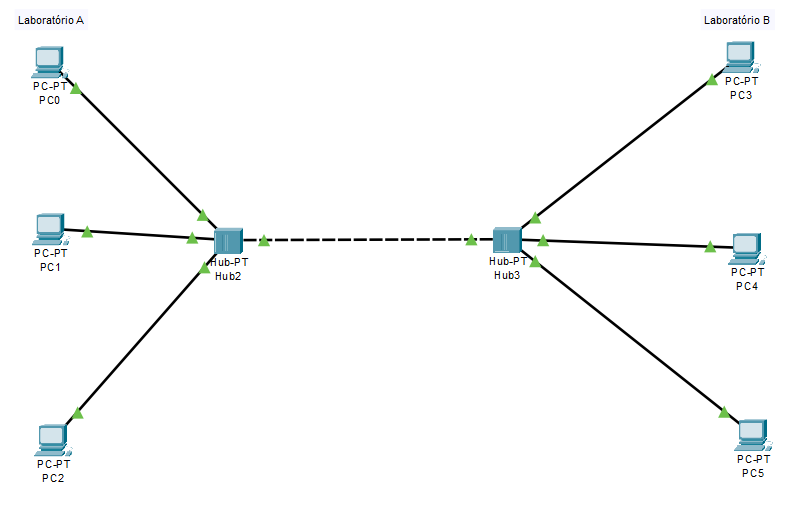 Laboratório A
Laboratório B
PC-PT
PC0
PC-PT
PC3
PC-PT
PC1
Hub-PT
Hub2
Hub-PT
Hub3
PC-PT
PC4
PC-PT
PC2
PC-PT
PC5